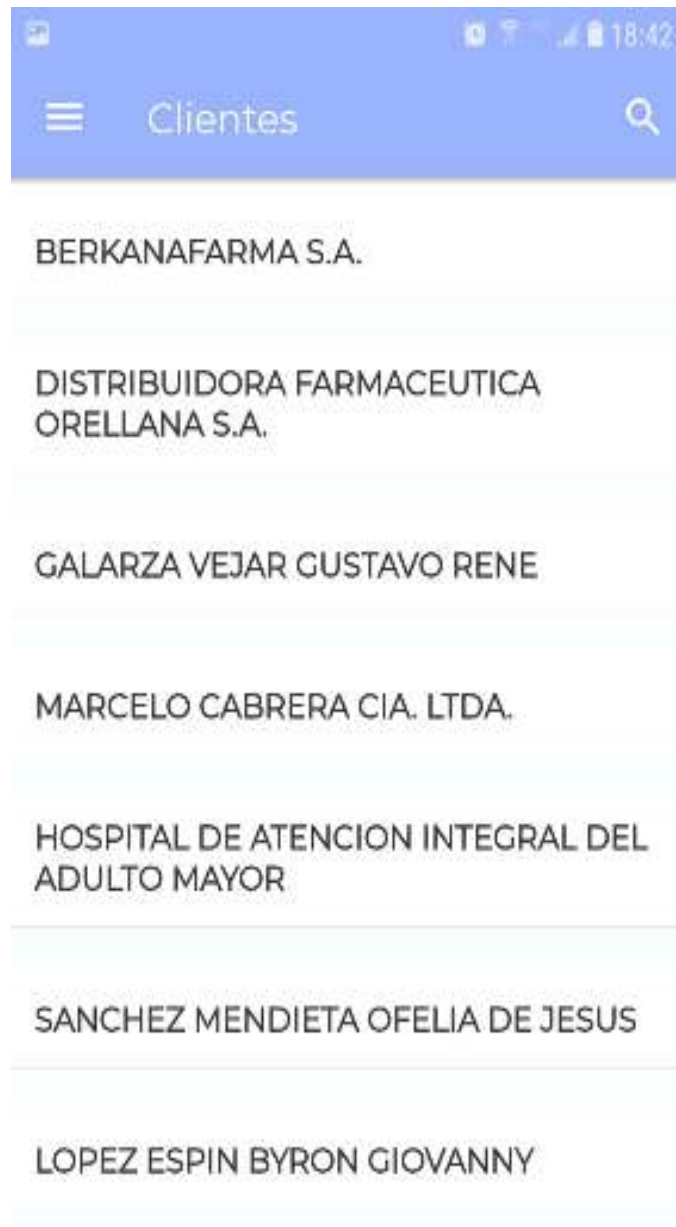 18:42
Clientes
BERKANAFARMA S.A.
DISTRIBUIDORA FARMACEUTICA
ORELLANA S.A.
GALARZA VEJAR GUSTAVO RENE
MARCELO CABRERA CIA. LTDA.
HOSPITAL DE ATENCION INTEGRAL DEL
ADULTO MAYOR
SANCHEZ MENDIETA OFELIA DE JESUS
LOPEZ ESPIN BYRON GIOVANNY